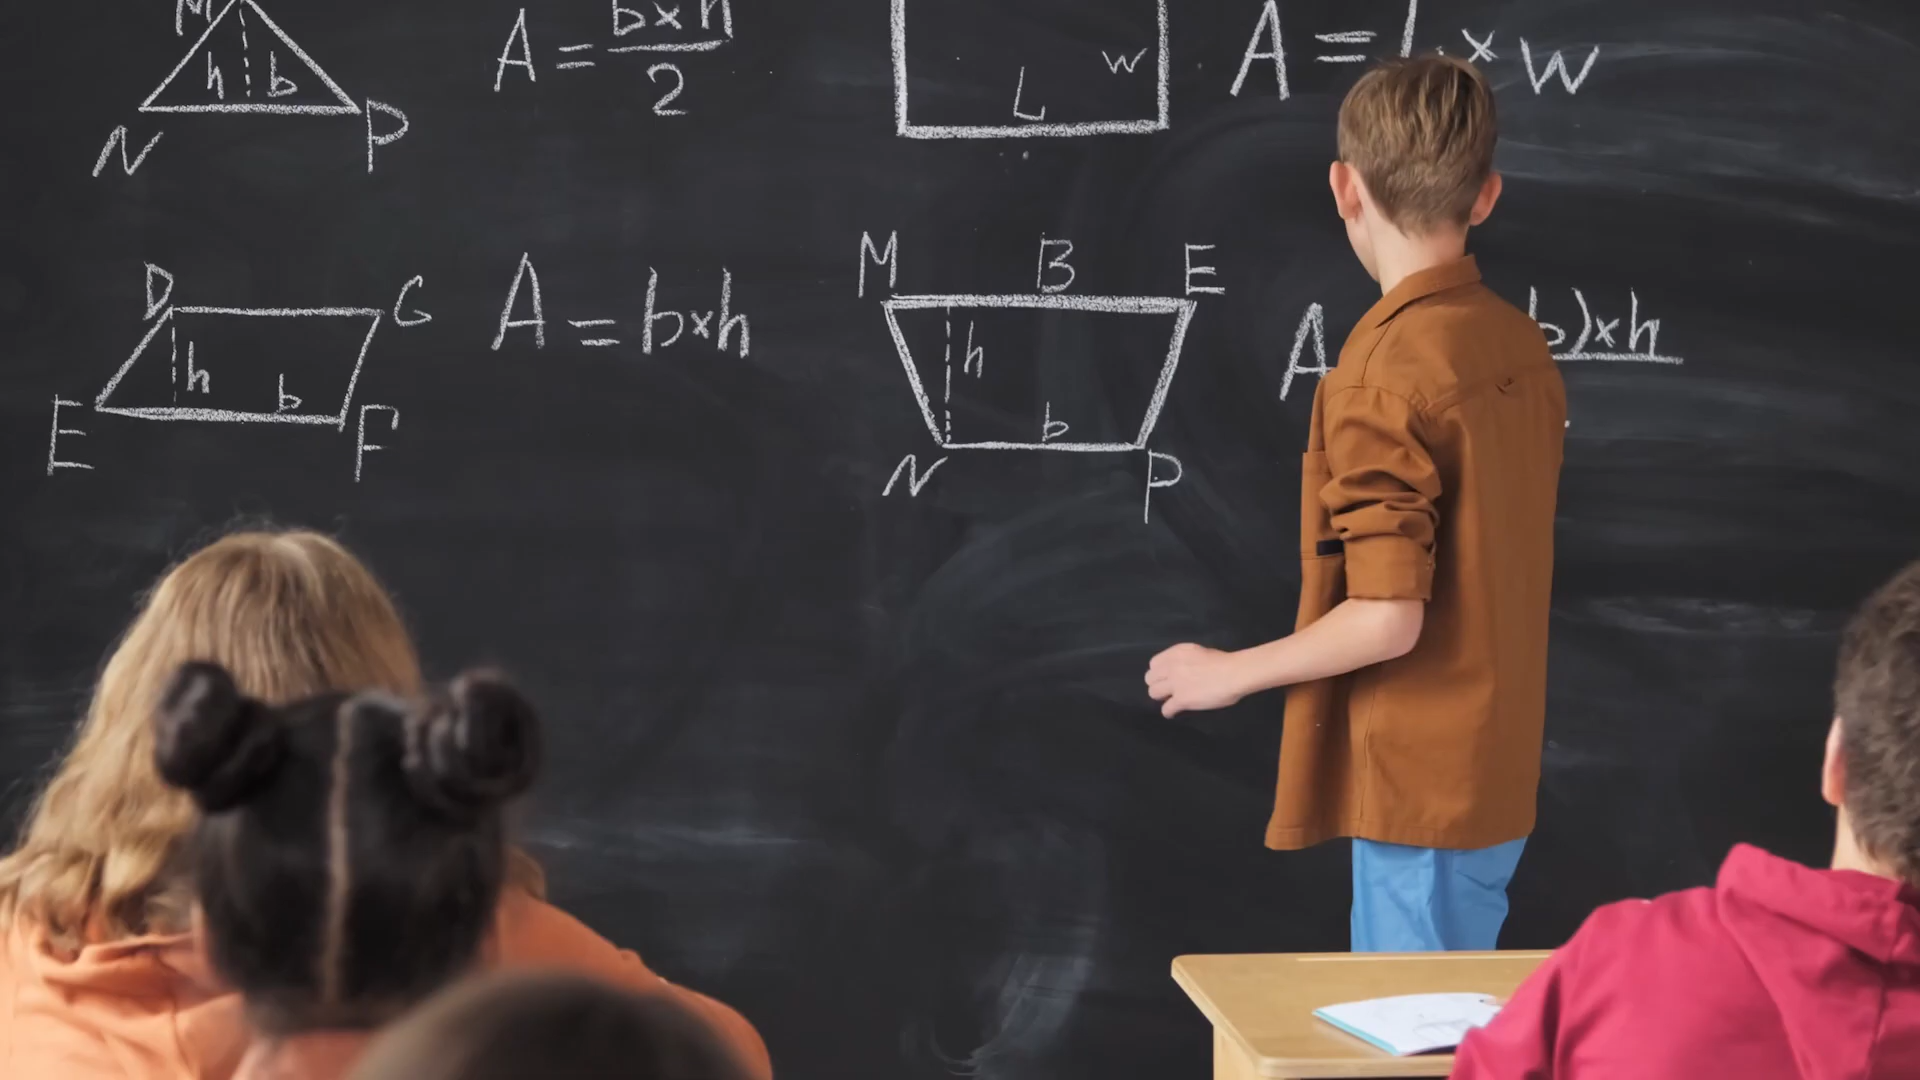 M
h b
N P
A = b×h
2
L w
A = L × w
D G
h b
E F
A = b×h
M B E
h
b
N P
A b)×h